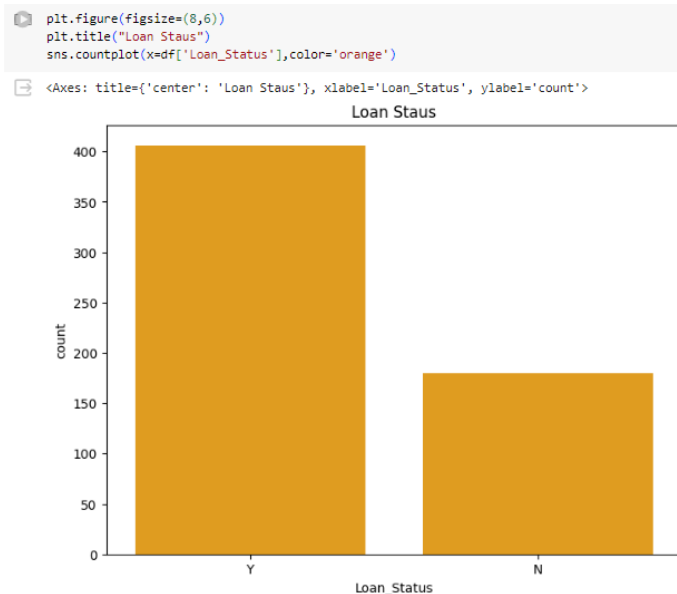 plt.figure(figsize=(8,6))
plt.title("Loan Staus")
sns.countplot(x=df['Loan_Status'],color='orange')
<Axes: title={'center': 'Loan Staus'}, xlabel='Loan_Status', ylabel='count'>
Loan Staus
400
350
300
250
200
150
100
50
0
count
Y N
Loan_Status